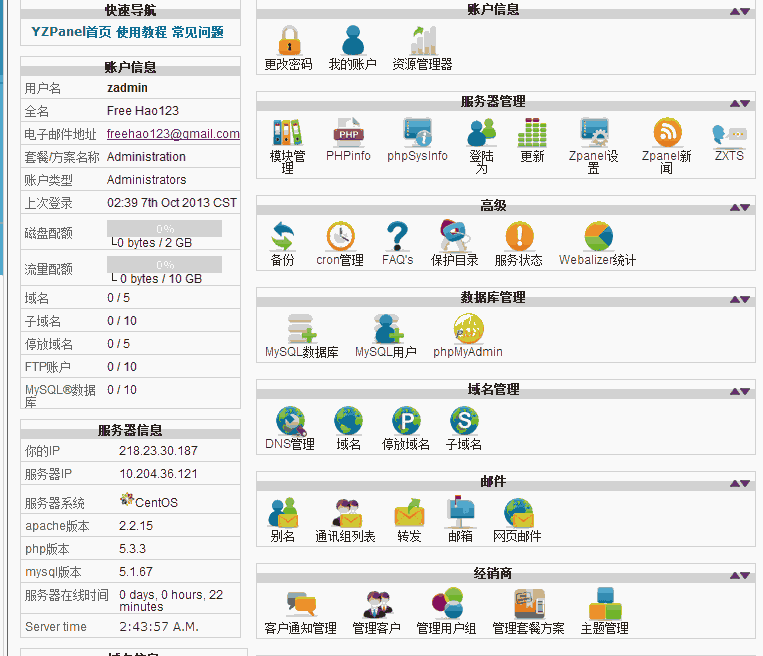 快速导航
YZPanel首页 使用教程 常见问题
账户信息
用户名 zadmin
全名 Free Hao123
电子邮件地址 freehao123@gmail.com
套餐/方案名称 Administration
账户类型 Administrators
上次登录 02:39 7th Oct 2013 CST
磁盘配额 0%
└0 bytes / 2 GB
流量配额 0%
└ 0 bytes / 10 GB
域名 0 / 5
子域名 0 / 10
停放域名 0 / 5
FTP账户 0 / 10
MySQL®数据
库 0 / 10
服务器信息
你的IP 218.23.30.187
服务器IP 10.204.36.121
服务器系统 CentOS
apache版本 2.2.15
php版本 5.3.3
mysql版本 5.1.67
服务器在线时间 0 days, 0 hours, 22
minutes
Server time 2:43:57 A.M.
域名信息
账户信息
更改密码 我的账户 资源管理器
服务器管理
PHP
模块管
理
PHPinfo
phpSysInfo
登陆
为
更新
Zpanel设
置
Zpanel新
闻
ZXTS
高级
备份 cron管理 FAQ's 保护目录 服务状态 Webalizer统计
数据库管理
MySQL数据库 MySQL用户 phpMyAdmin
域名管理
P S
DNS管理 域名 停放域名 子域名
邮件
别名 通讯组列表 转发 邮箱 网页邮件
经销商
客户通知管理 管理客户 管理用户组 管理套餐方案 主题管理